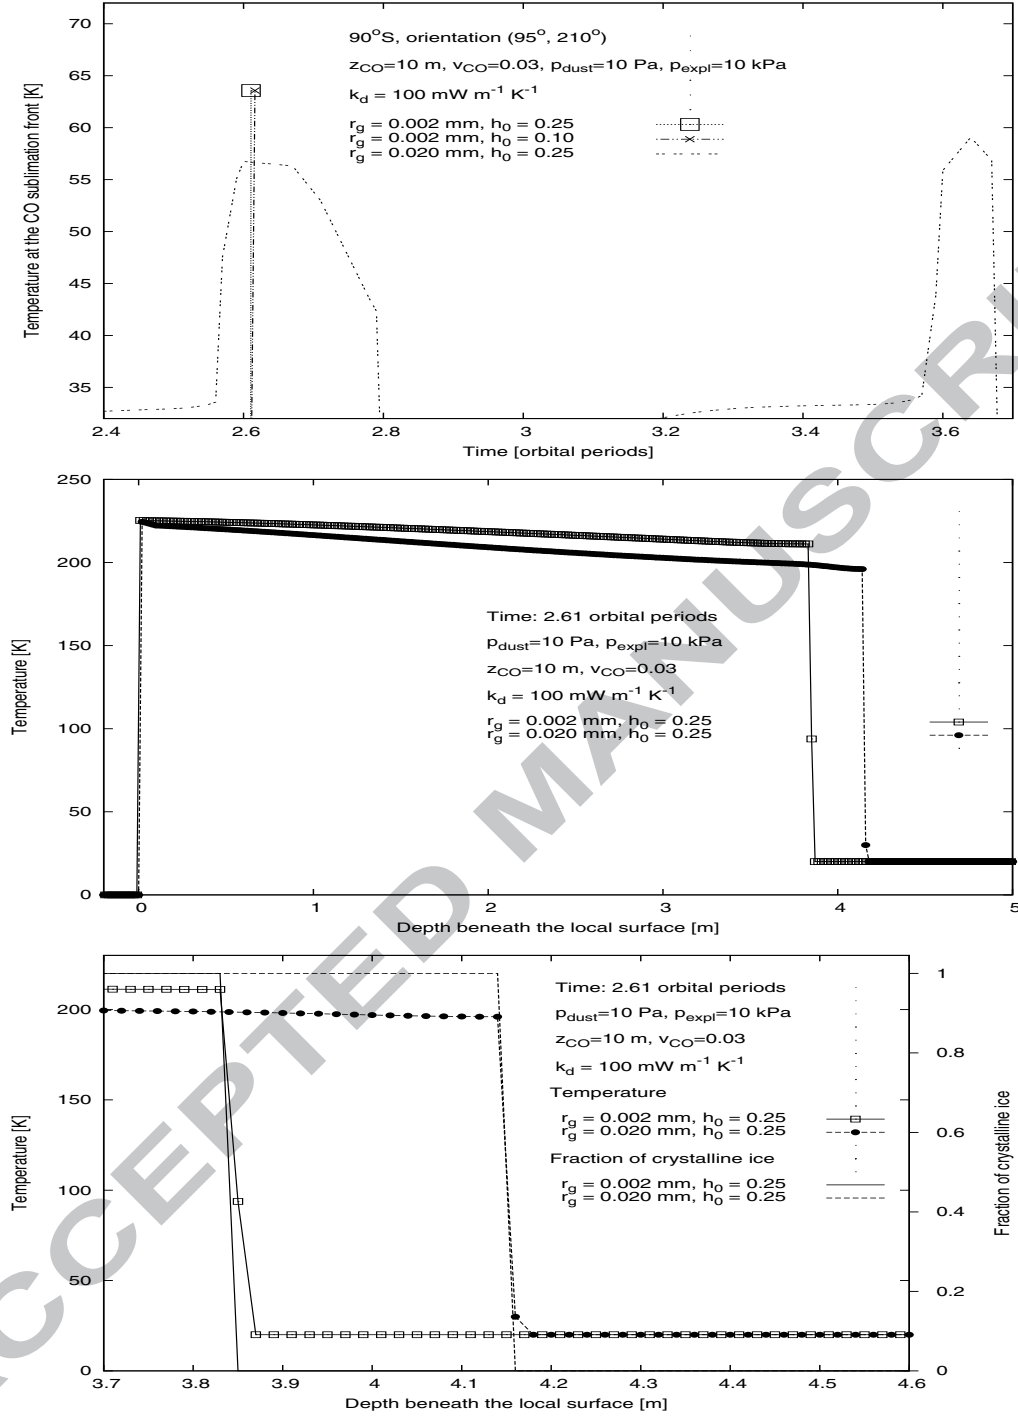 70
65
60
55
50
45
40
35
Temperature at the CO sublimation front [K]
90°S, orientation (95°, 210°)
z_CO=10 m, v_CO=0.03, p_dust=10 Pa, p_expl=10 kPa
k_d = 100 mW m⁻¹ K⁻¹
r_g = 0.002 mm, h_0 = 0.25
r_g = 0.002 mm, h_0 = 0.10
r_g = 0.020 mm, h_0 = 0.25
2.4 2.6 2.8 3 3.2 3.4 3.6
Time [orbital periods]
250
200
150
100
50
0
Temperature [K]
Time: 2.61 orbital periods
p_dust=10 Pa, p_expl=10 kPa
z_CO=10 m, v_CO=0.03
k_d = 100 mW m⁻¹ K⁻¹
r_g = 0.002 mm, h_0 = 0.25
r_g = 0.020 mm, h_0 = 0.25
0 1 2 3 4 5
Depth beneath the local surface [m]
200
150
100
50
0
Temperature [K]
Time: 2.61 orbital periods
p_dust=10 Pa, p_expl=10 kPa
z_CO=10 m, v_CO=0.03
k_d = 100 mW m⁻¹ K⁻¹
Temperature
r_g = 0.002 mm, h_0 = 0.25
r_g = 0.020 mm, h_0 = 0.25
Fraction of crystalline ice
r_g = 0.002 mm, h_0 = 0.25
r_g = 0.020 mm, h_0 = 0.25
1
0.8
0.6
0.4
0.2
0
Fraction of crystalline ice
3.7 3.8 3.9 4 4.1 4.2 4.3 4.4 4.5 4.6
Depth beneath the local surface [m]
CCEPTED MANUSCRI